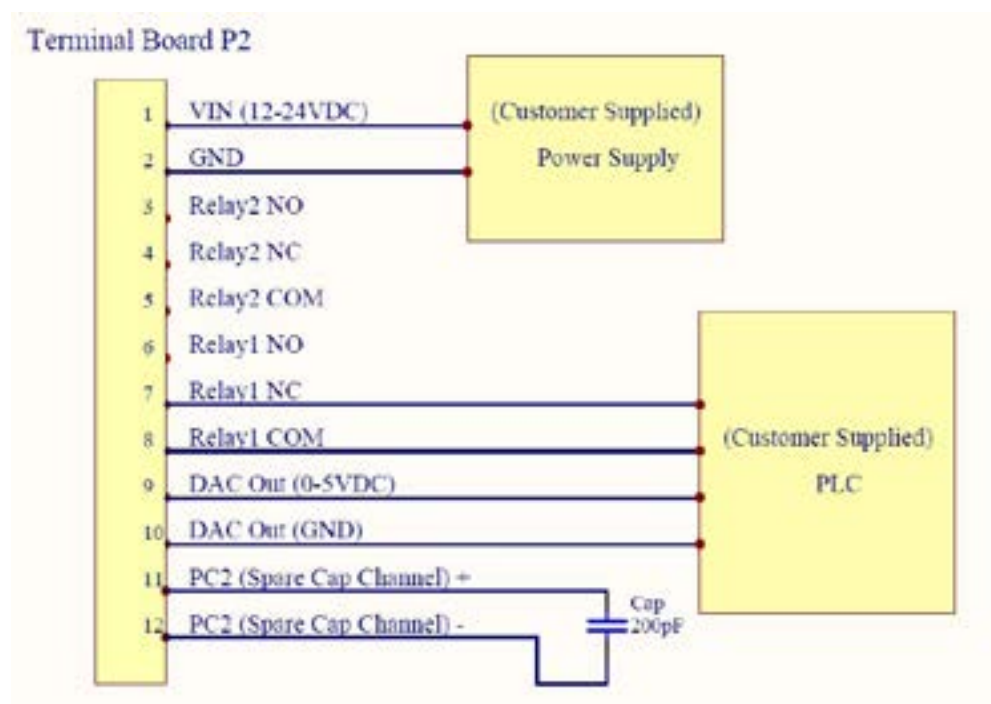 Terminal Board P2
1 VIN (12-24VDC)
2 GND
3 Relay2 NO
4 Relay2 NC
5 Relay2 COM
6 Relay1 NO
7 Relay1 NC
8 Relay1 COM
9 DAC Out (0-5VDC)
10 DAC Out (GND)
11 PC2 (Spare Cap Channel) +
12 PC2 (Spare Cap Channel) -
(Customer Supplied)
Power Supply
(Customer Supplied)
PLC
Cap
200pF